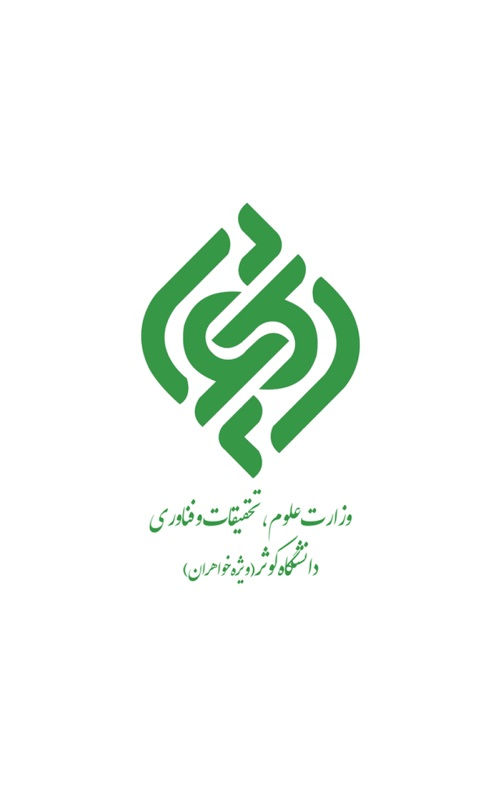 وزارت علوم، تحقیقات و فناوری
دانشگاه کوثر (ویژه خواهران)